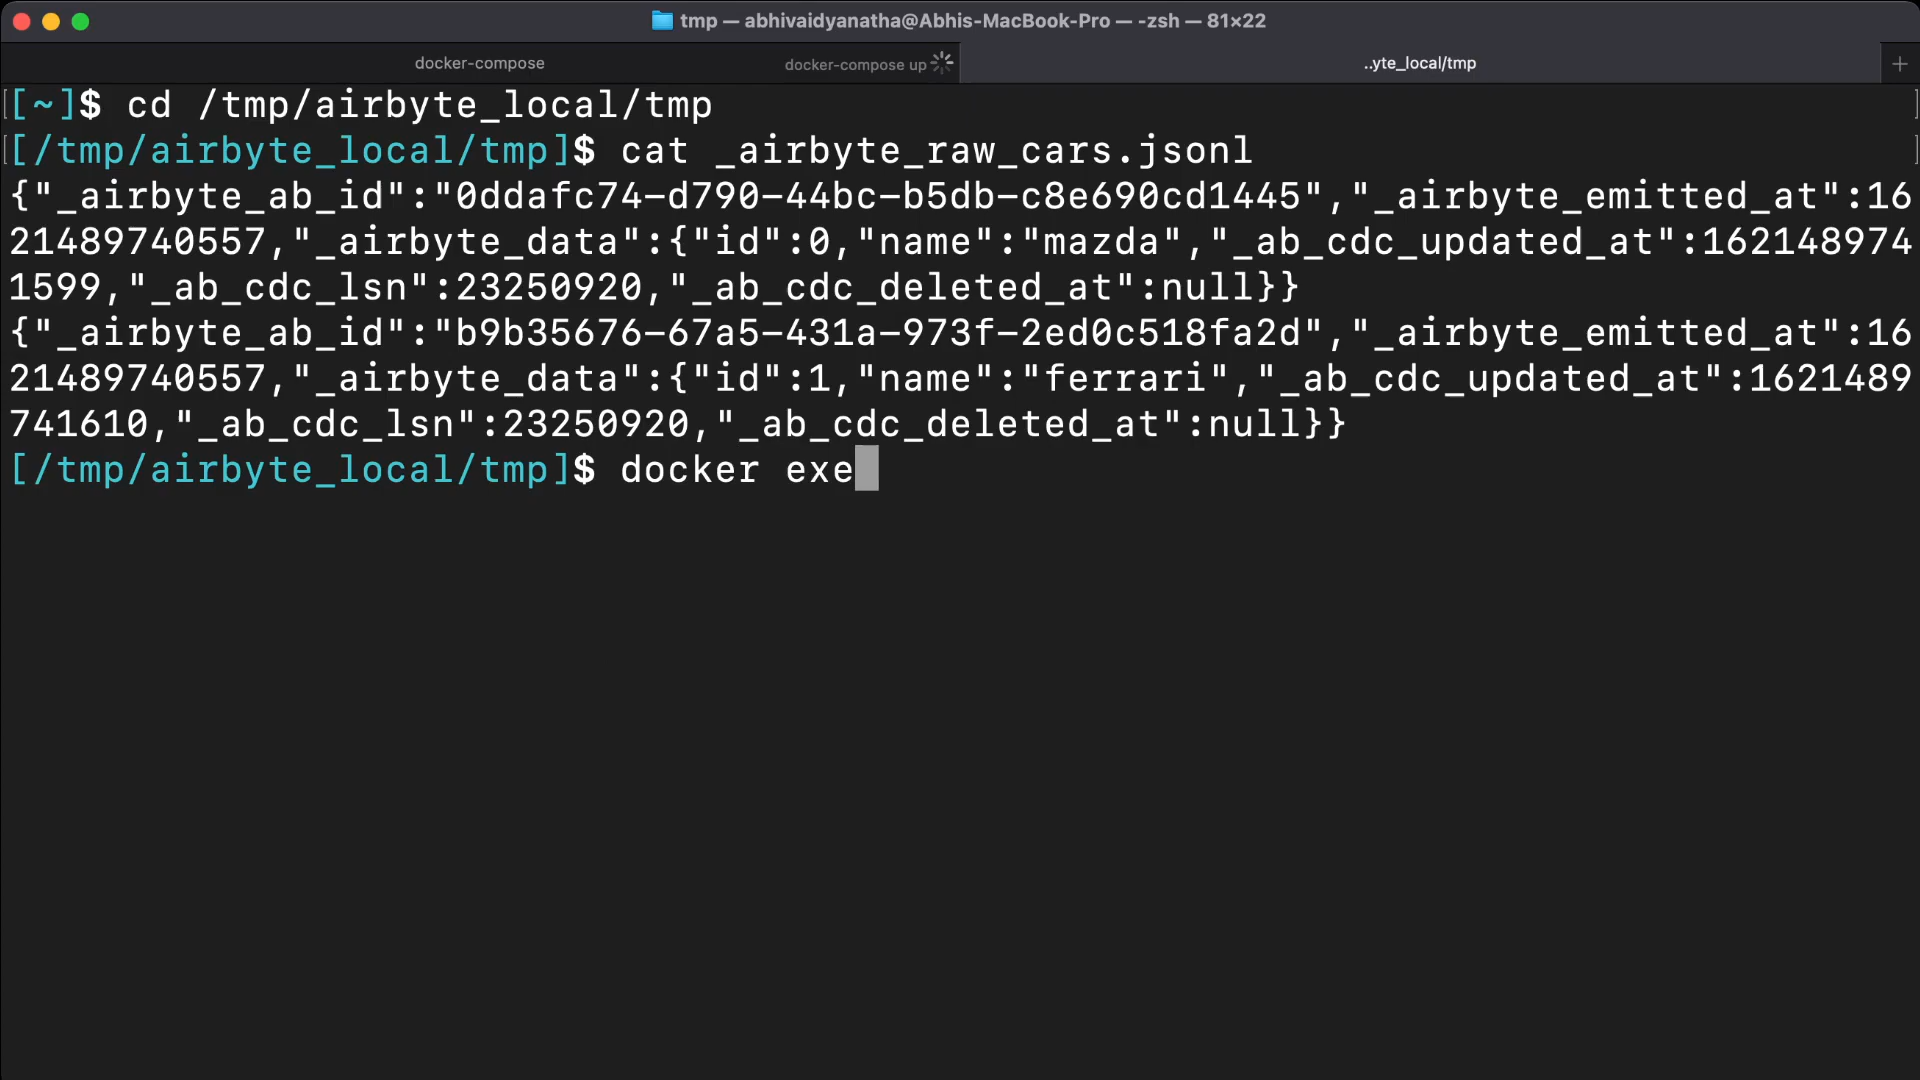 tmp — abhivaidyanatha@Abhis-MacBook-Pro — -zsh — 81×22
docker-compose docker-compose up ..yte_local/tmp +
[[~]$ cd /tmp/airbyte_local/tmp ]
[[/tmp/airbyte_local/tmp]$ cat _airbyte_raw_cars.jsonl ]
{"_airbyte_ab_id":"0ddafc74-d790-44bc-b5db-c8e690cd1445","_airbyte_emitted_at":16
21489740557,"_airbyte_data":{"id":0,"name":"mazda","_ab_cdc_updated_at":162148974
1599,"_ab_cdc_lsn":23250920,"_ab_cdc_deleted_at":null}}
{"_airbyte_ab_id":"b9b35676-67a5-431a-973f-2ed0c518fa2d","_airbyte_emitted_at":16
21489740557,"_airbyte_data":{"id":1,"name":"ferrari","_ab_cdc_updated_at":1621489
741610,"_ab_cdc_lsn":23250920,"_ab_cdc_deleted_at":null}}
[/tmp/airbyte_local/tmp]$ docker exe